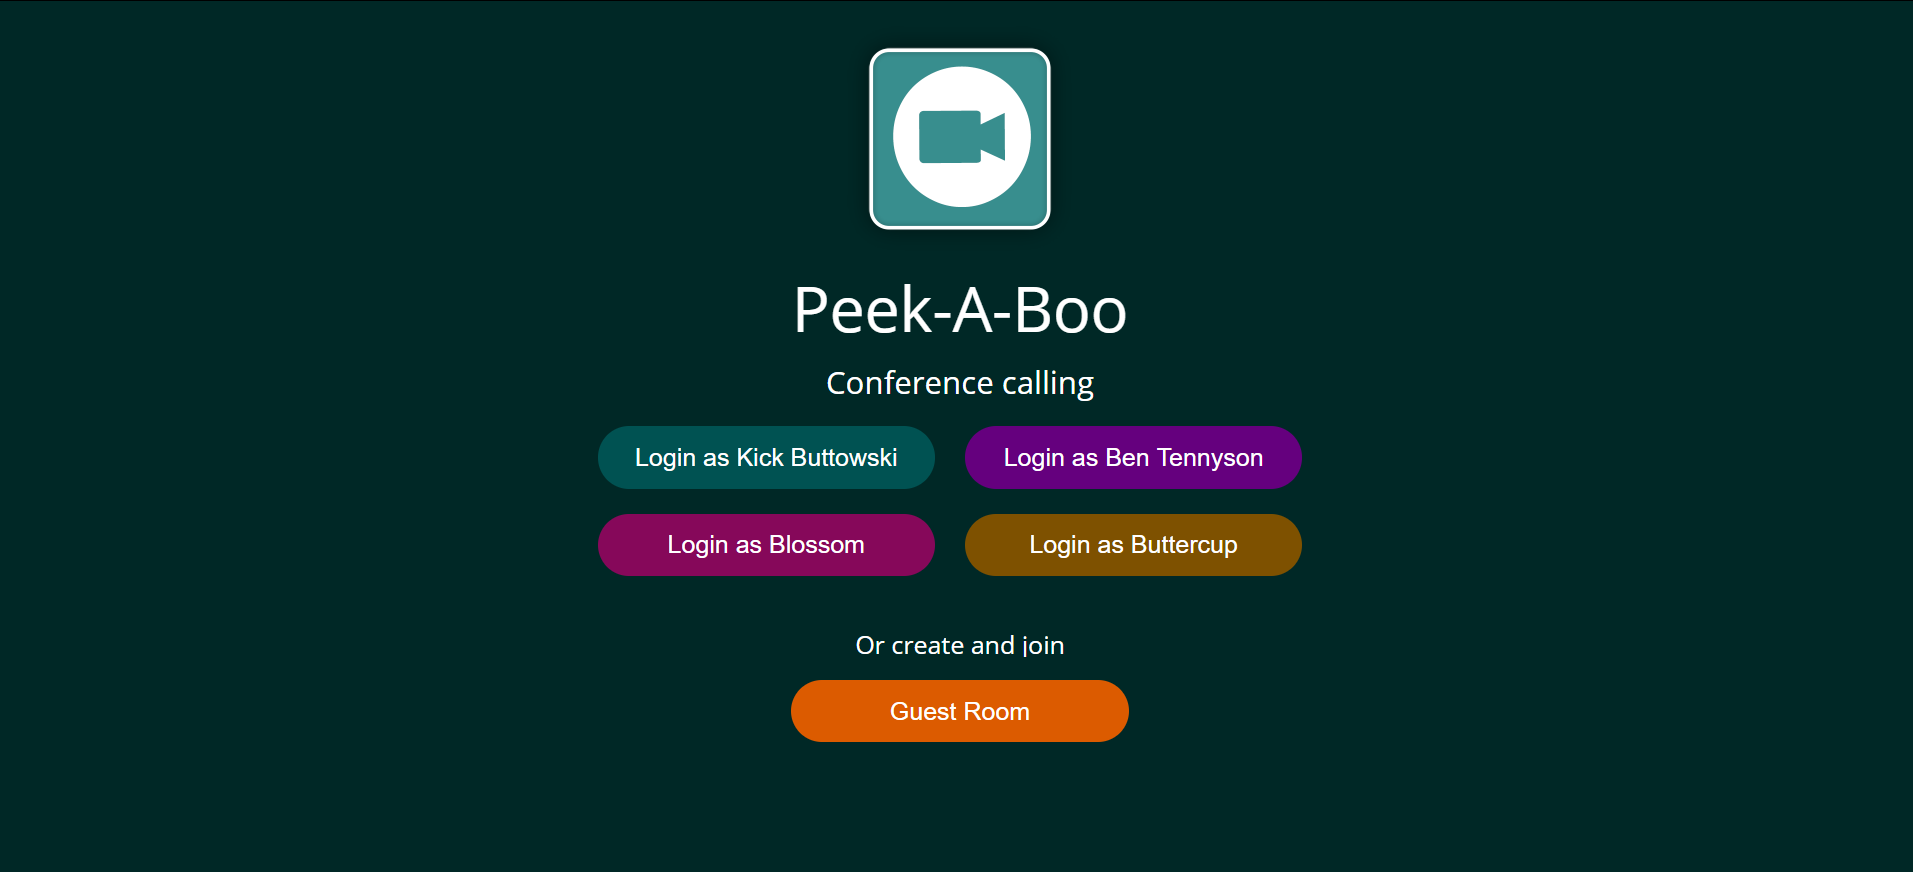 Peek-A-Boo
Conference calling
Login as Kick Buttowski
Login as Ben Tennyson
Login as Blossom
Login as Buttercup
Or create and join
Guest Room